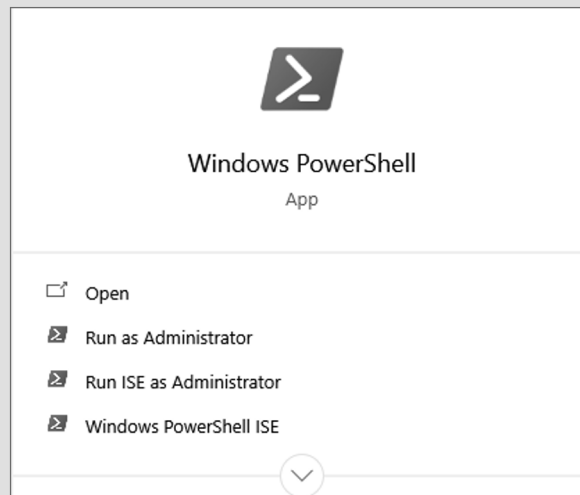 Windows PowerShell
App
Open
Run as Administrator
Run ISE as Administrator
Windows PowerShell ISE